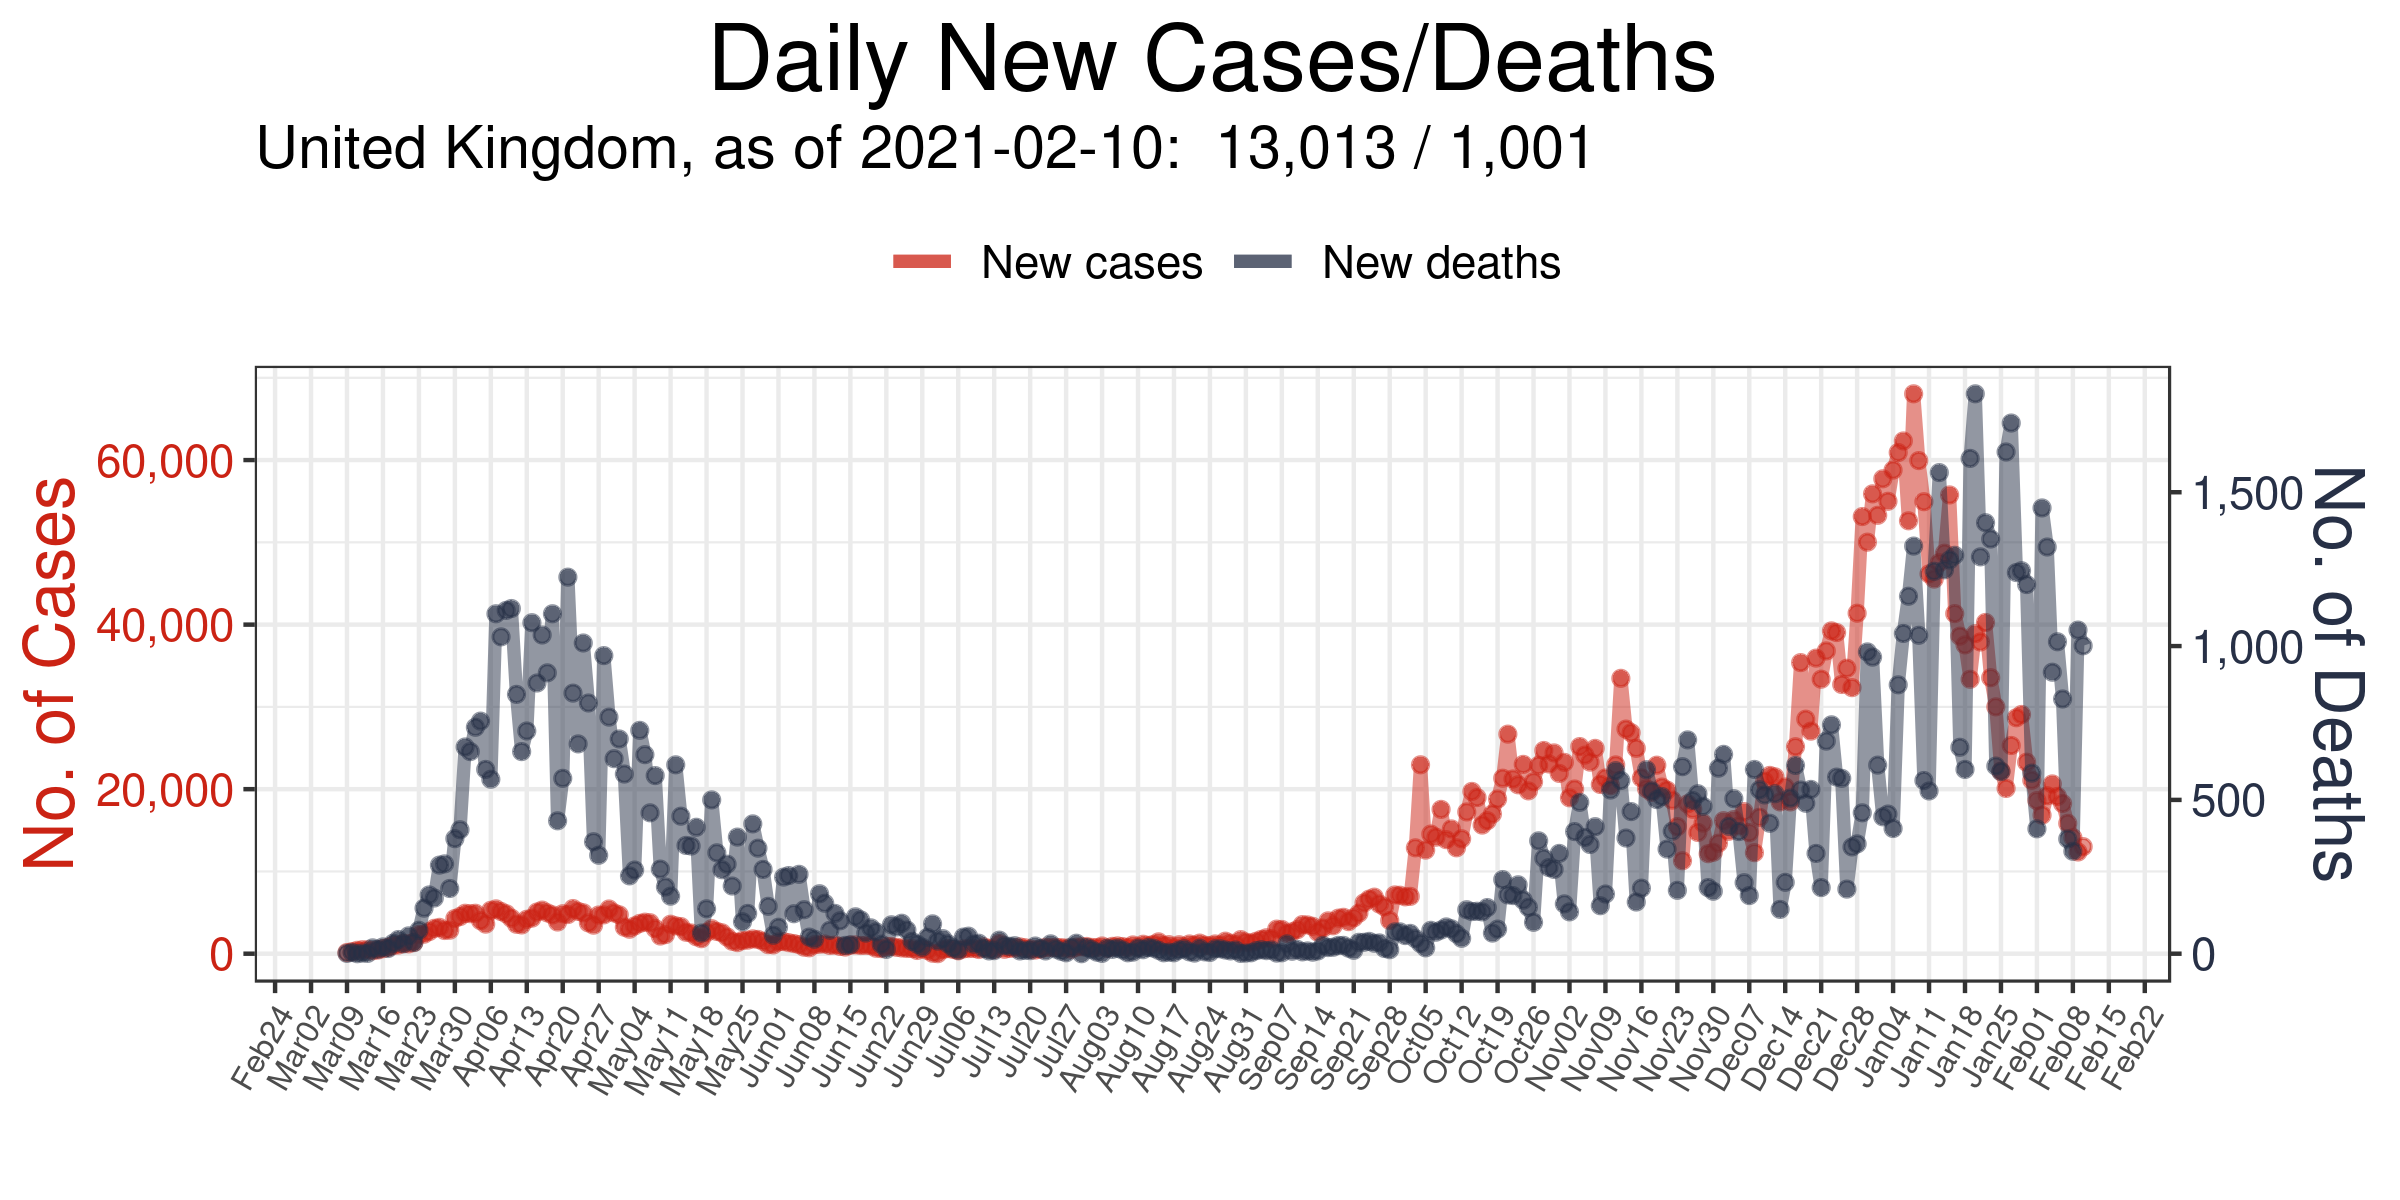 Daily New Cases/Deaths
United Kingdom, as of 2021-02-10:  13,013 / 1,001
New cases
New deaths
No. of Cases
60,000
40,000
20,000
0
1,500
1,000
500
0
No. of Deaths
Feb24
Mar02
Mar09
Mar16
Mar23
Mar30
Apr06
Apr13
Apr20
Apr27
May04
May11
May18
May25
Jun01
Jun08
Jun15
Jun22
Jun29
Jul06
Jul13
Jul20
Jul27
Aug03
Aug10
Aug17
Aug24
Aug31
Sep07
Sep14
Sep21
Sep28
Oct05
Oct12
Oct19
Oct26
Nov02
Nov09
Nov16
Nov23
Nov30
Dec07
Dec14
Dec21
Dec28
Dec04
Jan11
Jan18
Jan25
Feb01
Feb08
Feb15
Feb22